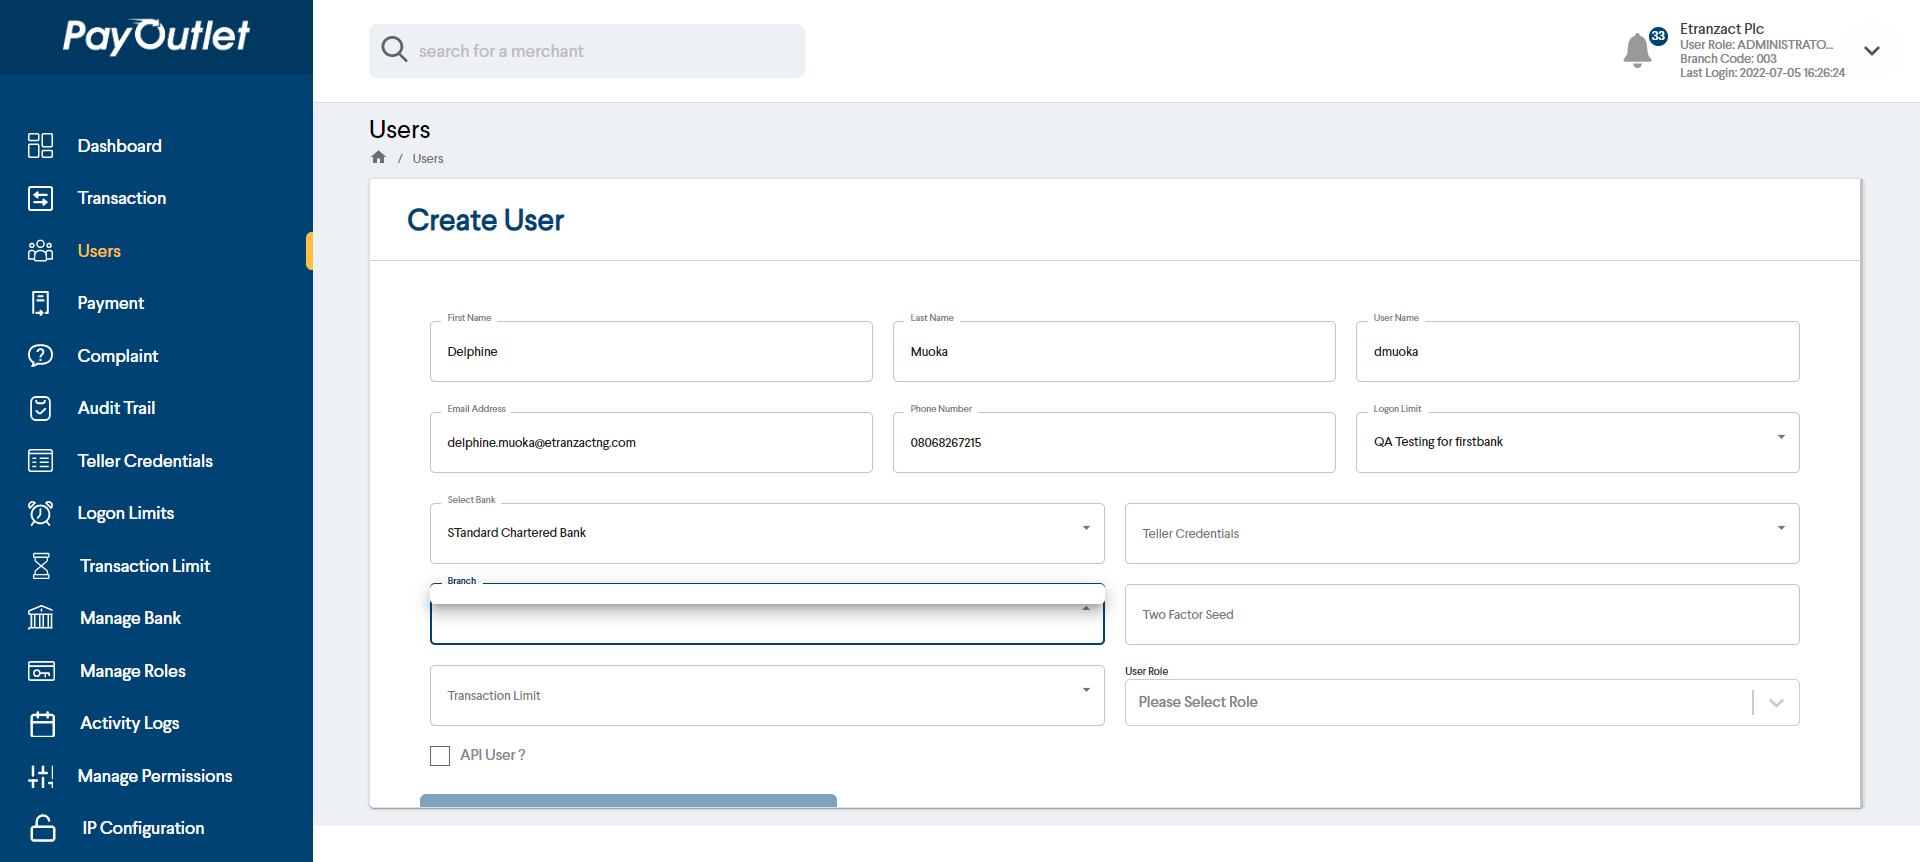 PayOutlet
search for a merchant
33
Etranzact Plc
User Role: ADMINISTRATO...
Branch Code: 003
Last Login: 2022-07-05 16:26:24
Dashboard
Transaction
Users
Payment
Complaint
Audit Trail
Teller Credentials
Logon Limits
Transaction Limit
Manage Bank
Manage Roles
Activity Logs
Manage Permissions
IP Configuration
Users
/ Users
Create User
First Name
Delphine
Last Name
Muoka
User Name
dmuoka
Email Address
delphine.muoka@etranzactng.com
Phone Number
08068267215
Logon Limit
QA Testing for firstbank
Select Bank
STandard Chartered Bank
Teller Credentials
Branch
Two Factor Seed
Transaction Limit
User Role
Please Select Role
API User ?